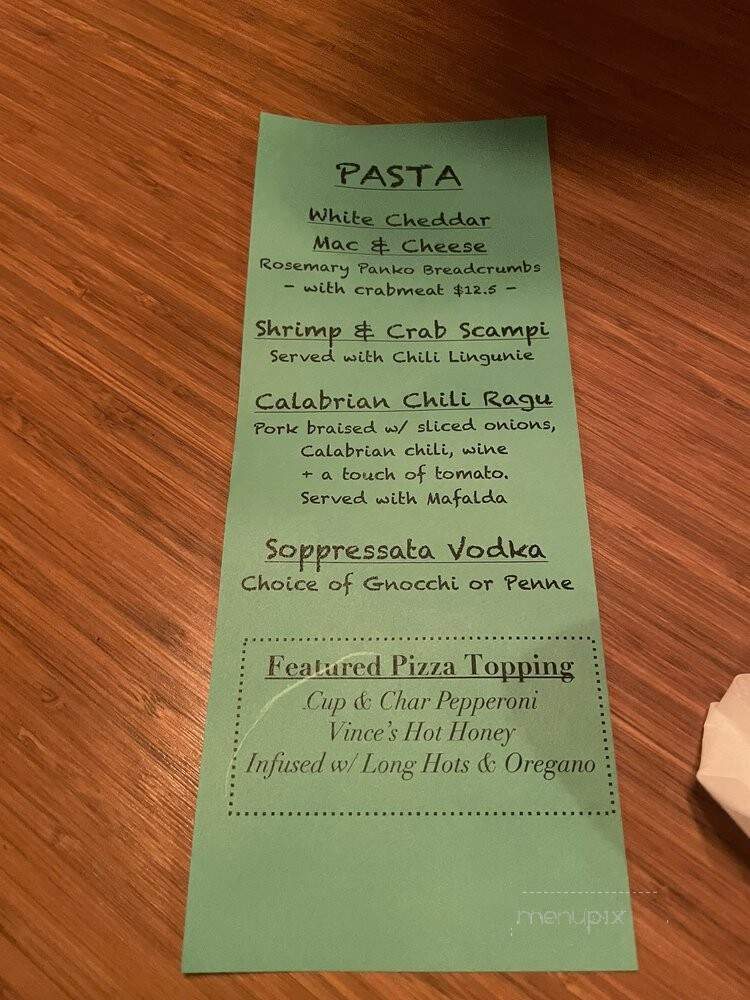 PASTA
White Cheddar
Mac & Cheese
Rosemary Panko Breadcrumbs
- with crabmeat $12.5 -
Shrimp & Crab Scampi
Served with Chili Lingunie
Calabrian Chili Ragu
Pork braised w/ sliced onions,
Calabrian chili, wine
+ a touch of tomato.
Served with Mafalda
Soppressata Vodka
Choice of Gnocchi or Penne
Featured Pizza Topping
Cup & Char Pepperoni
Vince's Hot Honey
Infused w/ Long Hots & Oregano
menupix